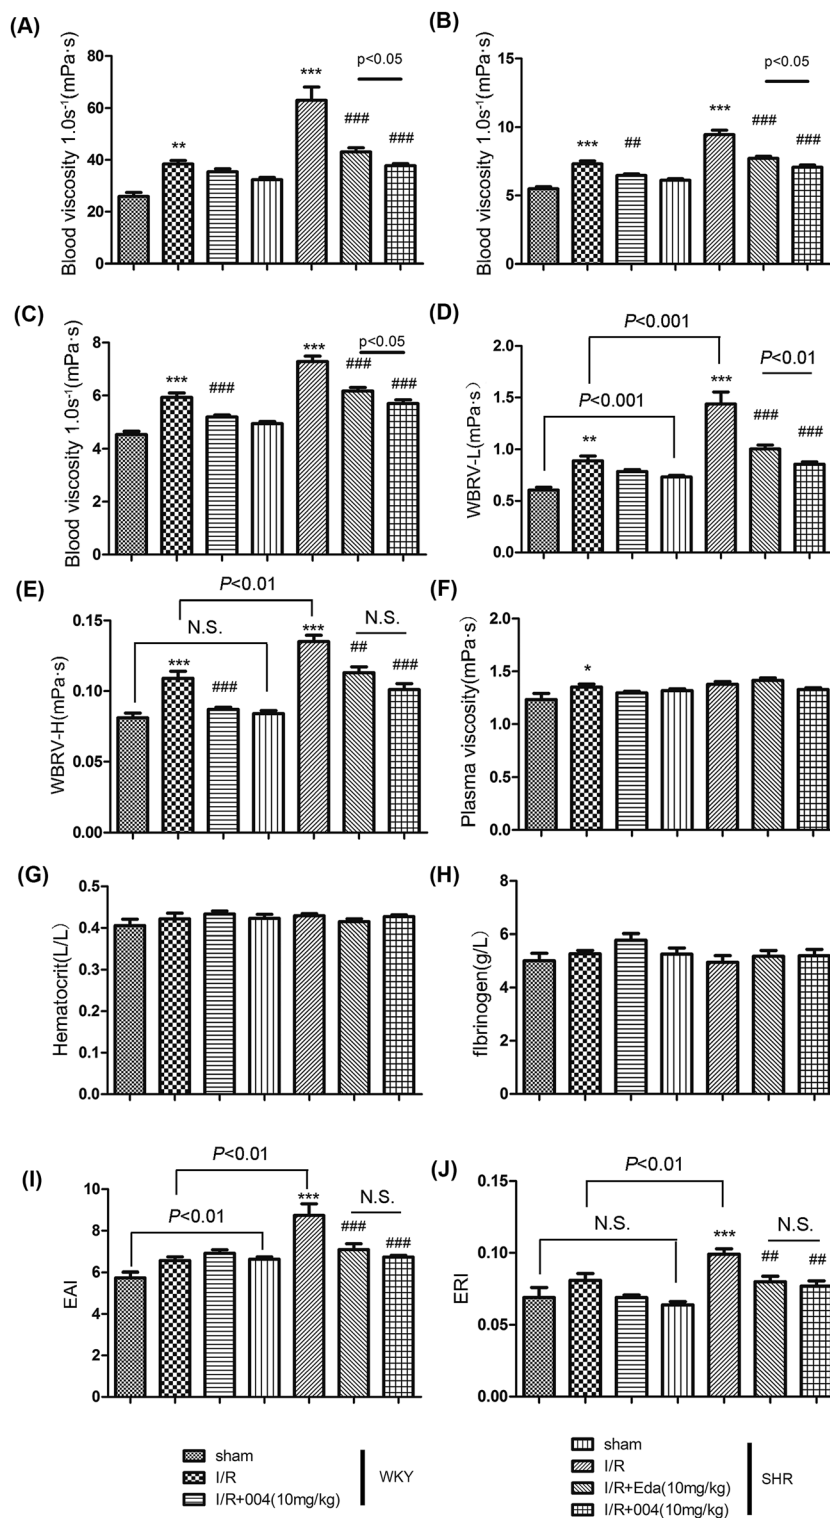 (A)
Blood viscosity 1.0s⁻¹(mPa·s)
80
60
40
20
0
**
***
###
###
p<0.05
(B)
Blood viscosity 1.0s⁻¹(mPa·s)
15
10
5
0
***
##
***
###
###
p<0.05
(C)
Blood viscosity 1.0s⁻¹(mPa·s)
8
6
4
2
0
***
###
***
###
###
p<0.05
(D)
WBRV-L(mPa·s)
2.0
1.5
1.0
0.5
0.0
P<0.001
P<0.001
P<0.01
**
***
###
###
(E)
WBRV-H(mPa·s)
0.15
0.10
0.05
0.00
P<0.01
N.S.
N.S.
***
###
***
##
###
(F)
Plasma viscosity(mPa·s)
2.0
1.5
1.0
0.5
0.0
*
(G)
Hematocrit(L/L)
0.5
0.4
0.3
0.2
0.1
0.0
(H)
fIbrinogen(g/L)
8
6
4
2
0
(I)
EAI
10
8
6
4
2
0
P<0.01
P<0.01
N.S.
***
###
###
(J)
ERI
0.15
0.10
0.05
0.00
P<0.01
N.S.
N.S.
***
##
##
sham
I/R
I/R+004(10mg/kg)
WKY
sham
I/R
I/R+Eda(10mg/kg)
I/R+004(10mg/kg)
SHR